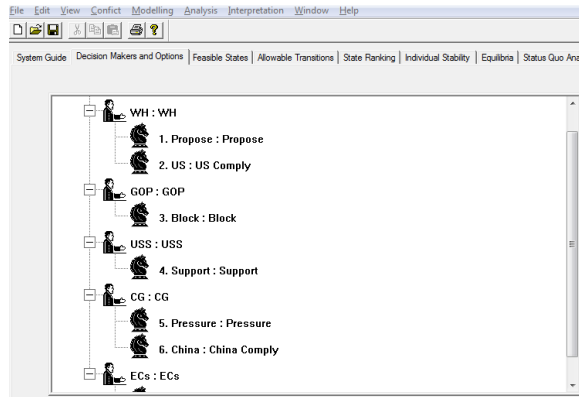 File Edit View Confict Modelling Analysis Interpretation Window Help
System Guide Decision Makers and Options Feasible States Allowable Transitions State Ranking Individual Stability Equilibria Status Quo Ana
WH : WH
1. Propose : Propose
2. US : US Comply
GOP : GOP
3. Block : Block
USS : USS
4. Support : Support
CG : CG
5. Pressure : Pressure
6. China : China Comply
ECs : ECs